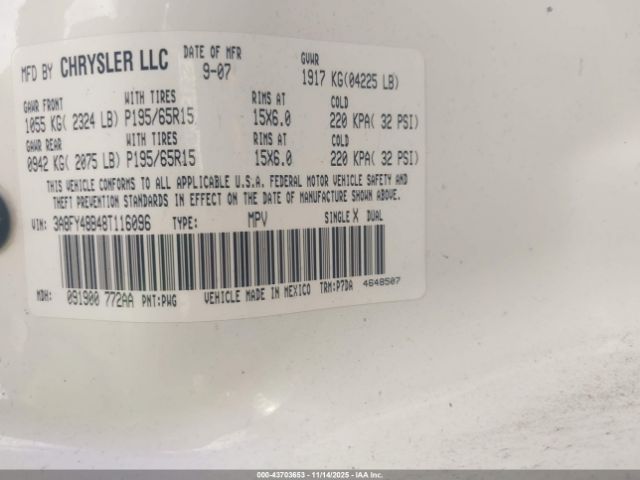 MFD BY CHRYSLER LLC DATE OF MFR 9-07 GVWR 1917 KG(04225 LB)
GAWR FRONT WITH TIRES RIMS AT COLD
1055 KG( 2324 LB) P195/65R15 15X6.0 220 KPA( 32 PSI)
GAWR REAR WITH TIRES RIMS AT COLD
0942 KG( 2075 LB) P195/65R15 15X6.0 220 KPA( 32 PSI)
THIS VEHICLE CONFORMS TO ALL APPLICABLE U.S.A. FEDERAL MOTOR VEHICLE SAFETY AND
THEFT PREVENTION STANDARDS IN EFFECT ON THE DATE OF MANUFACTURE SHOWN ABOVE.
VIN: 3A8FY48B48T116096 TYPE: MPV SINGLE X DUAL
MDH: 091900 772AA PNT:PWG VEHICLE MADE IN MEXICO TRM:P7DA 4648507
000-43703653 - 11/14/2025 - IAA Inc.